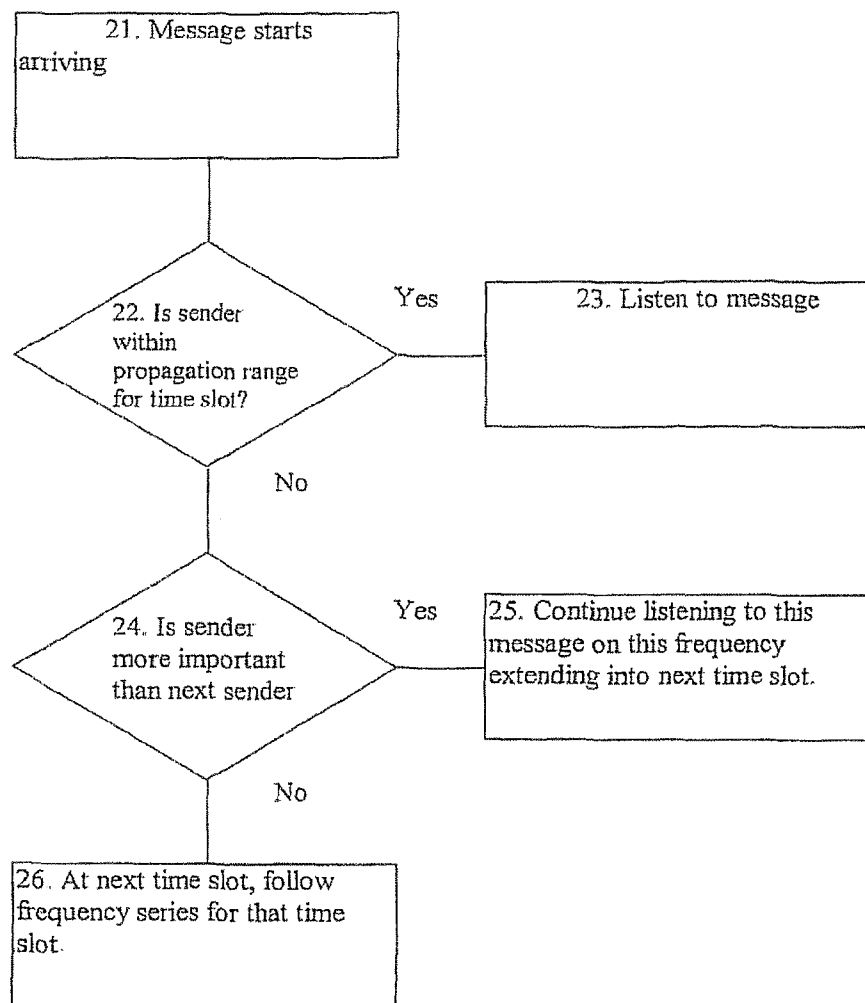 21. Message starts
arriving
22. Is sender
within
propagation range
for time slot?
Yes
23. Listen to message
No
24. Is sender
more important
than next sender
Yes
25. Continue listening to this
message on this frequency
extending into next time slot.
No
26. At next time slot, follow
frequency series for that time
slot.